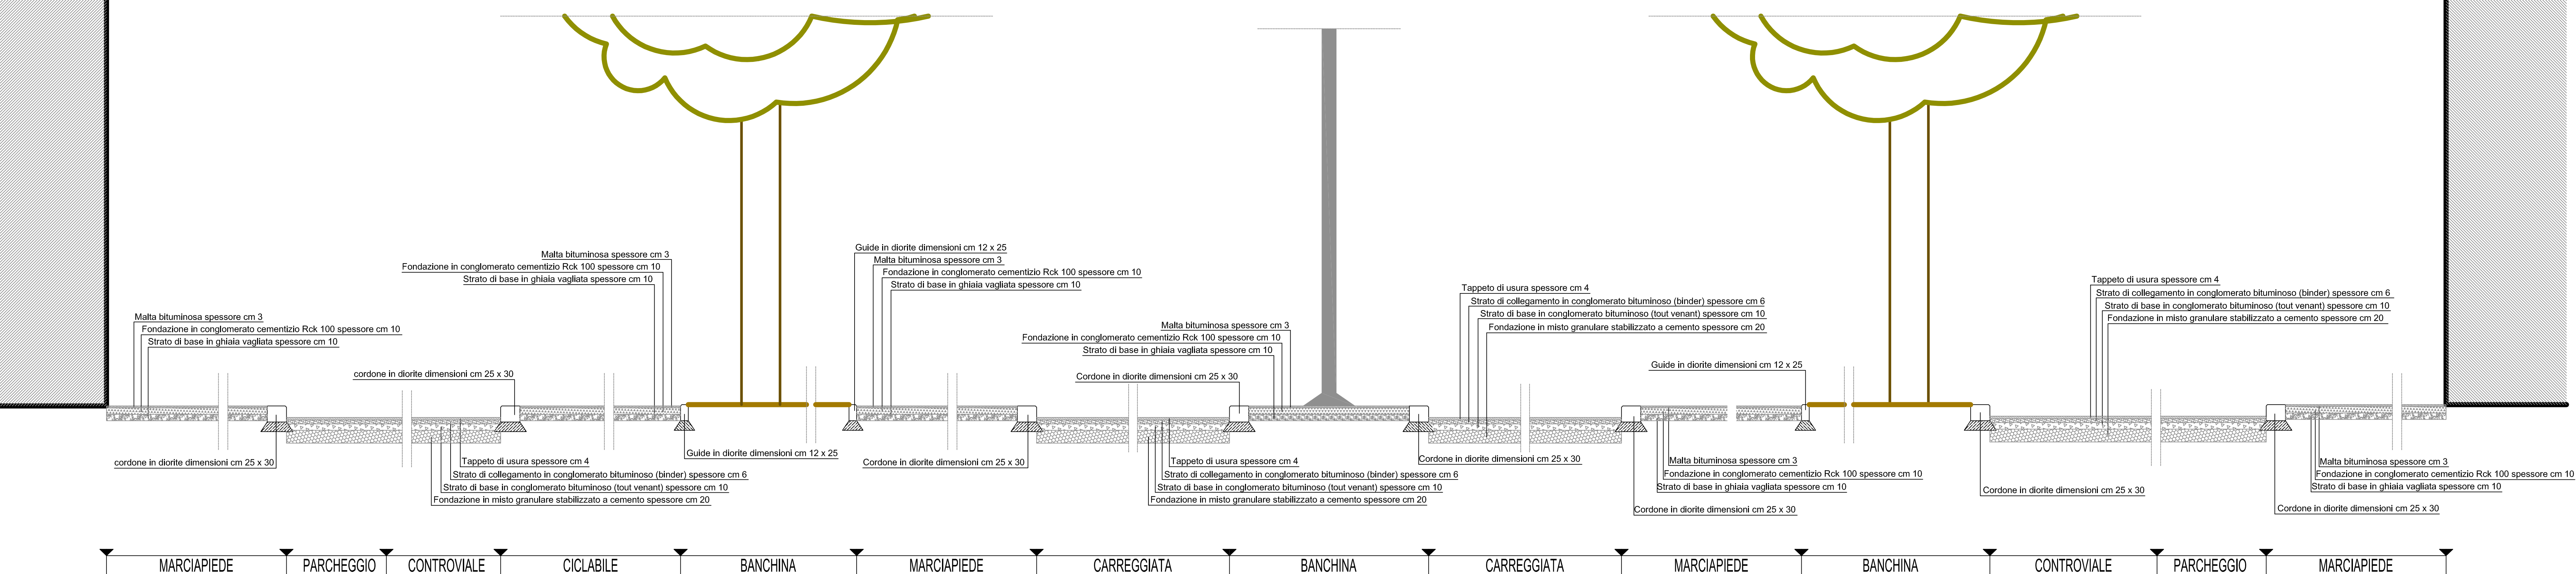 Malta bituminosa spessore cm 3
Fondazione in conglomerato cementizio Rck 100 spessore cm 10
Strato di base in ghiaia vagliata spessore cm 10
cordone in diorite dimensioni cm 25 x 30
cordone in diorite dimensioni cm 25 x 30
Tappeto di usura spessore cm 4
Strato di collegamento in conglomerato bituminoso (binder) spessore cm 6
Strato di base in conglomerato bituminoso (tout venant) spessore cm 10
Fondazione in misto granulare stabilizzato a cemento spessore cm 20
Malta bituminosa spessore cm 3
Fondazione in conglomerato cementizio Rck 100 spessore cm 10
Strato di base in ghiaia vagliata spessore cm 10
Guide in diorite dimensioni cm 12 x 25
Guide in diorite dimensioni cm 12 x 25
Malta bituminosa spessore cm 3
Fondazione in conglomerato cementizio Rck 100 spessore cm 10
Strato di base in ghiaia vagliata spessore cm 10
Cordone in diorite dimensioni cm 25 x 30
Malta bituminosa spessore cm 3
Fondazione in conglomerato cementizio Rck 100 spessore cm 10
Strato di base in ghiaia vagliata spessore cm 10
Cordone in diorite dimensioni cm 25 x 30
Tappeto di usura spessore cm 4
Strato di collegamento in conglomerato bituminoso (binder) spessore cm 6
Strato di base in conglomerato bituminoso (tout venant) spessore cm 10
Fondazione in misto granulare stabilizzato a cemento spessore cm 20
Cordone in diorite dimensioni cm 25 x 30
Tappeto di usura spessore cm 4
Strato di collegamento in conglomerato bituminoso (binder) spessore cm 6
Strato di base in conglomerato bituminoso (tout venant) spessore cm 10
Fondazione in misto granulare stabilizzato a cemento spessore cm 20
Guide in diorite dimensioni cm 12 x 25
Malta bituminosa spessore cm 3
Fondazione in conglomerato cementizio Rck 100 spessore cm 10
Strato di base in ghiaia vagliata spessore cm 10
Cordone in diorite dimensioni cm 25 x 30
Tappeto di usura spessore cm 4
Strato di collegamento in conglomerato bituminoso (binder) spessore cm 6
Strato di base in conglomerato bituminoso (tout venant) spessore cm 10
Fondazione in misto granulare stabilizzato a cemento spessore cm 20
Cordone in diorite dimensioni cm 25 x 30
Malta bituminosa spessore cm 3
Fondazione in conglomerato cementizio Rck 100 spessore cm 10
Strato di base in ghiaia vagliata spessore cm 10
Cordone in diorite dimensioni cm 25 x 30
MARCIAPIEDE PARCHEGGIO CONTROVIALE CICLABILE BANCHINA MARCIAPIEDE CARREGGIATA BANCHINA CARREGGIATA MARCIAPIEDE BANCHINA CONTROVIALE PARCHEGGIO MARCIAPIEDE